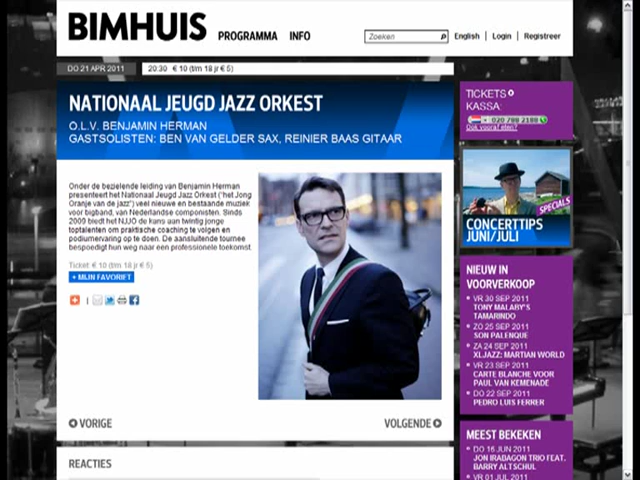 BIMHUIS
PROGRAMMA INFO
Zoeken
English | Login | Registreer
DO 21 APR 2011
20:30 € 10 (t/m 18 jr € 5)
NATIONAAL JEUGD JAZZ ORKEST
O.L.V. BENJAMIN HERMAN
GASTSOLISTEN: BEN VAN GELDER SAX, REINIER BAAS GITAAR
Onder de bezielende leiding van Benjamin Herman
presenteert het Nationaal Jeugd Jazz Orkest ("het Jong
Oranje van de jazz") veel nieuwe en bestaande muziek
voor bigband, van Nederlandse componisten. Sinds
2009 biedt het NJJO de kans aan twintig jonge
toptalenten om praktische coaching te volgen en
podiumervaring op te doen. De aansluitende tournee
bespoedigt hun weg naar een professionele toekomst.
Ticket: € 10 (t/m 18 jr € 5)
+ MIJN FAVORIET
VORIGE
VOLGENDE
REACTIES
TICKETS
KASSA:
020 788 2188
Ook vooraf eten?
SPECIALS
CONCERTTIPS
JUNI/JULI
NIEUW IN
VOORVERKOOP
VR 30 SEP 2011
TONY MALABY'S
TAMARINDO
ZO 25 SEP 2011
SON PALENQUE
ZA 24 SEP 2011
XLJAZZ: MARTIAN WORLD
VR 23 SEP 2011
CARTE BLANCHE VOOR
PAUL VAN KEMENADE
DO 22 SEP 2011
PEDRO LUIS FERRER
MEEST BEKEKEN
DO 16 JUN 2011
JON IRABAGON TRIO FEAT.
BARRY ALTSCHUL
VR 01 JUL 2011